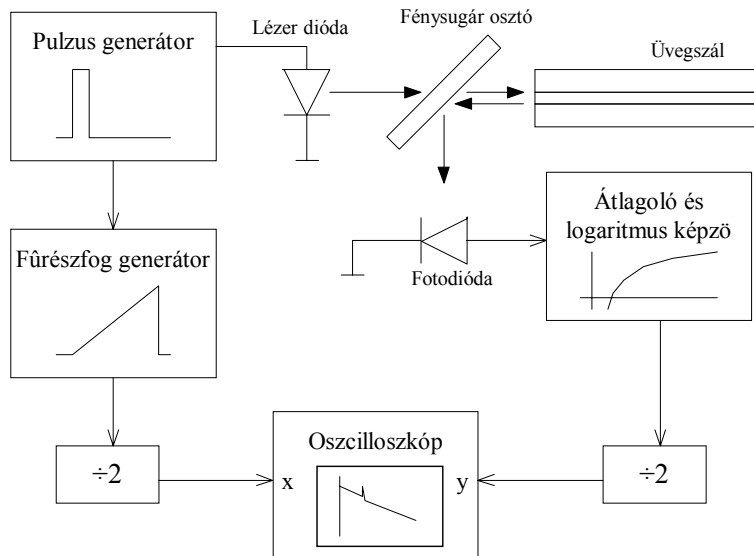 Pulzus generátor
Lézer dióda
Fénysugár osztó
Üvegszál
Fûrészfog generátor
Fotodióda
Átlagoló és
logaritmus képzö
÷2
Oszcilloszkóp
x
y
÷2